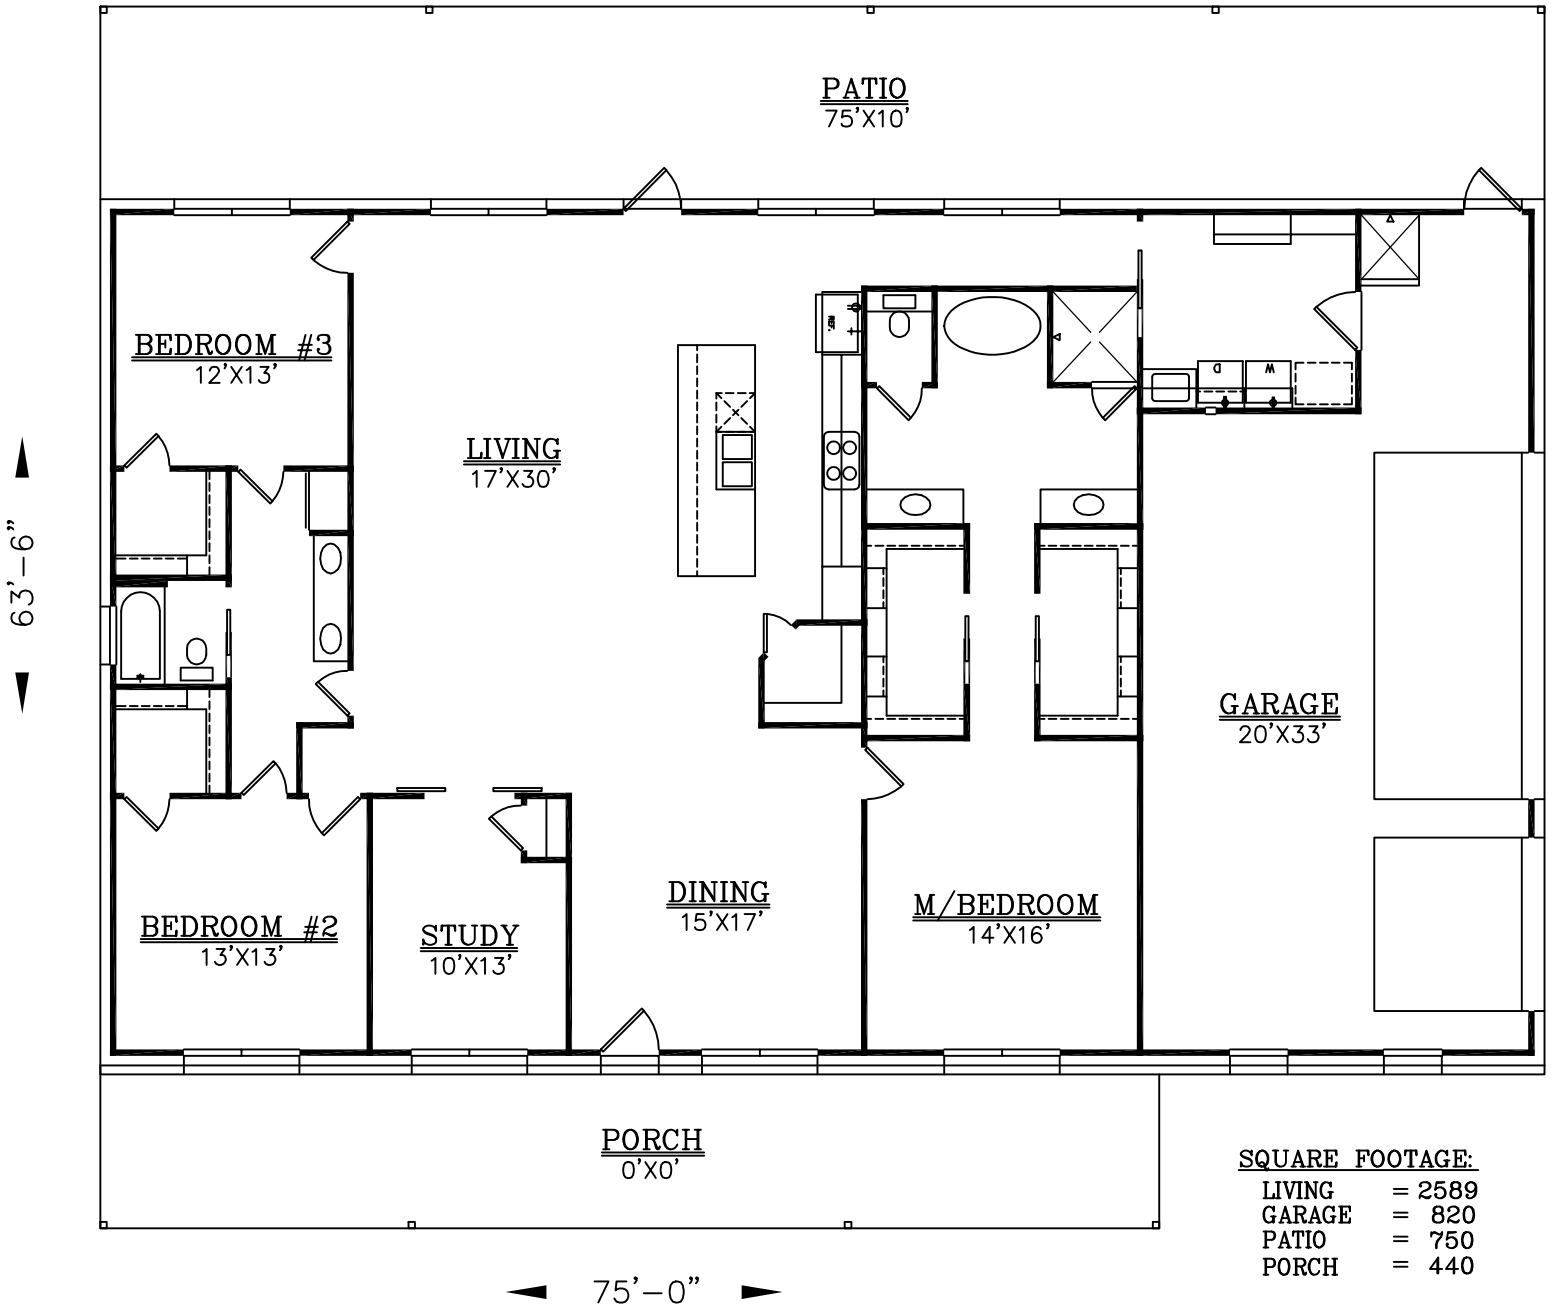 PATIO
75'X10'
BEDROOM #3
12'X13'
REF.
D
W
LIVING
17'X30'
63'-6"
GARAGE
20'X33'
DINING
15'X17'
M/BEDROOM
14'X16'
BEDROOM #2
13'X13'
STUDY
10'X13'
PORCH
0'X0'
SQUARE FOOTAGE:
LIVING = 2589
GARAGE = 820
PATIO = 750
PORCH = 440
75'-0"